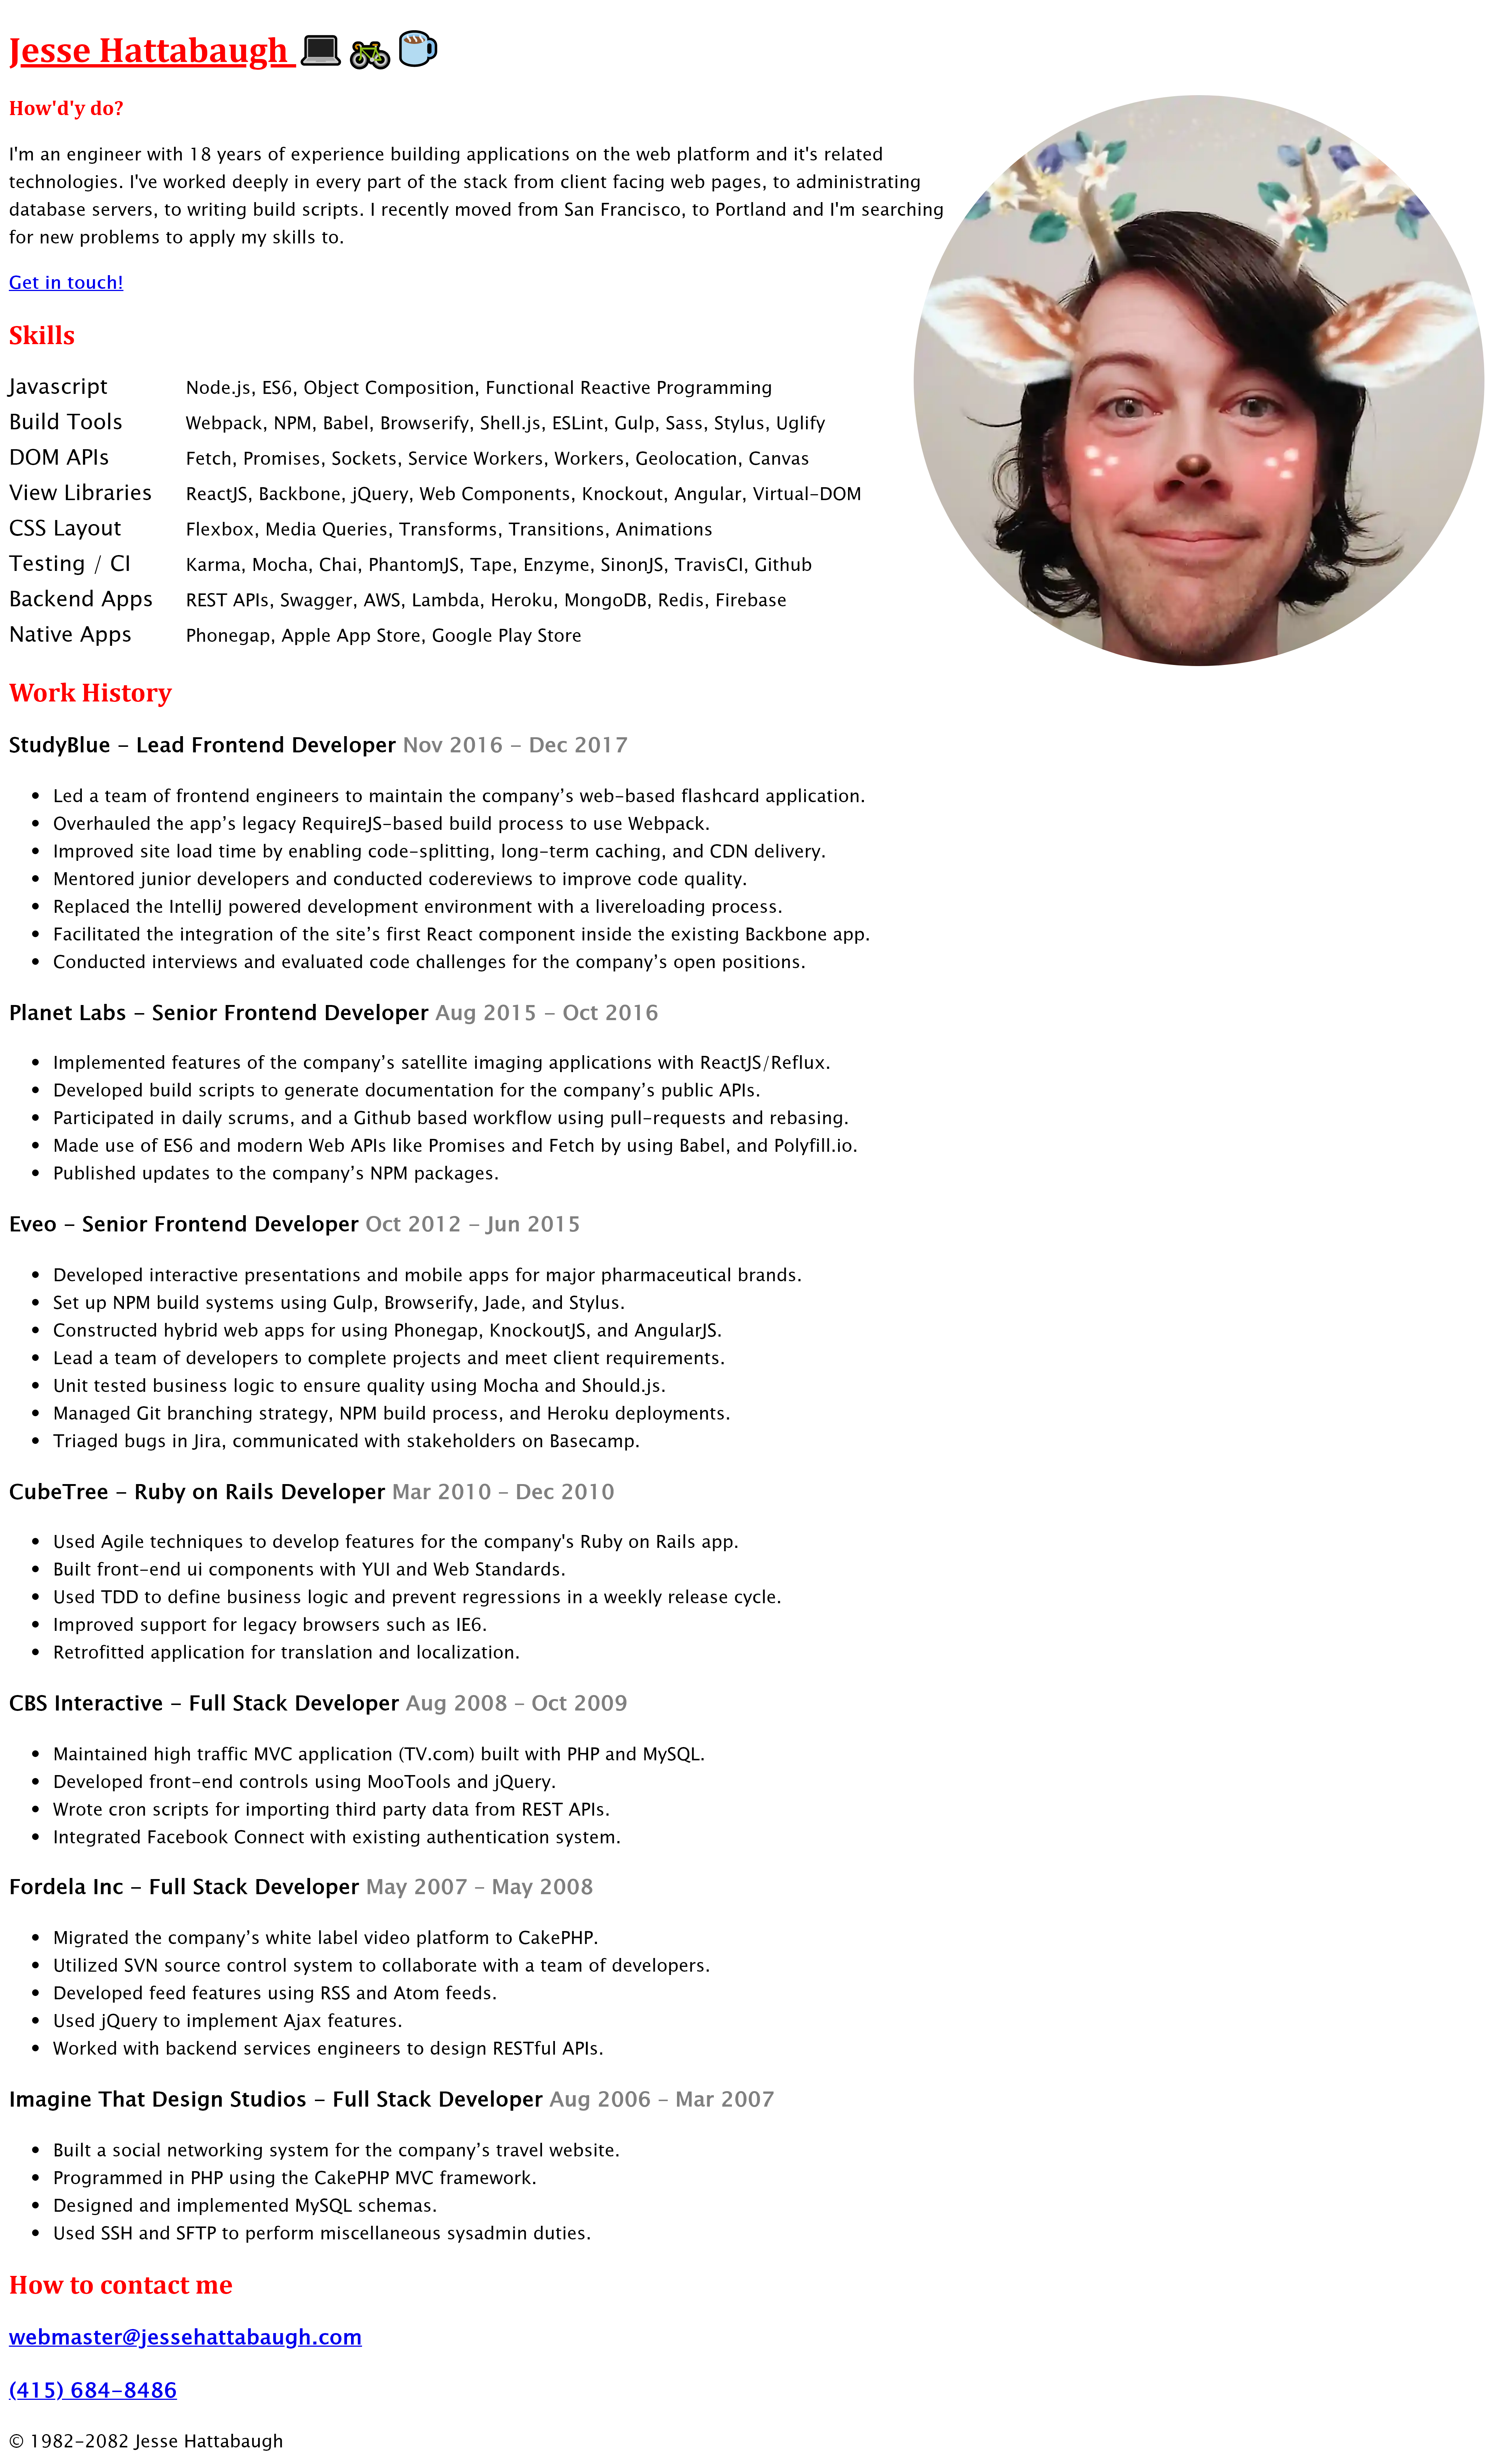 Jesse Hattabaugh
How'd'y do?
I'm an engineer with 18 years of experience building applications on the web platform and it's related
technologies. I've worked deeply in every part of the stack from client facing web pages, to administrating
database servers, to writing build scripts. I recently moved from San Francisco, to Portland and I'm searching
for new problems to apply my skills to.
Get in touch!
Skills
Javascript Node.js, ES6, Object Composition, Functional Reactive Programming
Build Tools Webpack, NPM, Babel, Browserify, Shell.js, ESLint, Gulp, Sass, Stylus, Uglify
DOM APIs Fetch, Promises, Sockets, Service Workers, Workers, Geolocation, Canvas
View Libraries ReactJS, Backbone, jQuery, Web Components, Knockout, Angular, Virtual-DOM
CSS Layout Flexbox, Media Queries, Transforms, Transitions, Animations
Testing / CI Karma, Mocha, Chai, PhantomJS, Tape, Enzyme, SinonJS, TravisCI, Github
Backend Apps REST APIs, Swagger, AWS, Lambda, Heroku, MongoDB, Redis, Firebase
Native Apps Phonegap, Apple App Store, Google Play Store
Work History
StudyBlue - Lead Frontend Developer Nov 2016 - Dec 2017
• Led a team of frontend engineers to maintain the company’s web-based flashcard application.
• Overhauled the app’s legacy RequireJS-based build process to use Webpack.
• Improved site load time by enabling code-splitting, long-term caching, and CDN delivery.
• Mentored junior developers and conducted codereviews to improve code quality.
• Replaced the IntelliJ powered development environment with a livereloading process.
• Facilitated the integration of the site’s first React component inside the existing Backbone app.
• Conducted interviews and evaluated code challenges for the company’s open positions.
Planet Labs - Senior Frontend Developer Aug 2015 - Oct 2016
• Implemented features of the company’s satellite imaging applications with ReactJS/Reflux.
• Developed build scripts to generate documentation for the company’s public APIs.
• Participated in daily scrums, and a Github based workflow using pull-requests and rebasing.
• Made use of ES6 and modern Web APIs like Promises and Fetch by using Babel, and Polyfill.io.
• Published updates to the company’s NPM packages.
Eveo - Senior Frontend Developer Oct 2012 - Jun 2015
• Developed interactive presentations and mobile apps for major pharmaceutical brands.
• Set up NPM build systems using Gulp, Browserify, Jade, and Stylus.
• Constructed hybrid web apps for using Phonegap, KnockoutJS, and AngularJS.
• Lead a team of developers to complete projects and meet client requirements.
• Unit tested business logic to ensure quality using Mocha and Should.js.
• Managed Git branching strategy, NPM build process, and Heroku deployments.
• Triaged bugs in Jira, communicated with stakeholders on Basecamp.
CubeTree - Ruby on Rails Developer Mar 2010 – Dec 2010
• Used Agile techniques to develop features for the company's Ruby on Rails app.
• Built front-end ui components with YUI and Web Standards.
• Used TDD to define business logic and prevent regressions in a weekly release cycle.
• Improved support for legacy browsers such as IE6.
• Retrofitted application for translation and localization.
CBS Interactive - Full Stack Developer Aug 2008 – Oct 2009
• Maintained high traffic MVC application (TV.com) built with PHP and MySQL.
• Developed front-end controls using MooTools and jQuery.
• Wrote cron scripts for importing third party data from REST APIs.
• Integrated Facebook Connect with existing authentication system.
Fordela Inc - Full Stack Developer May 2007 – May 2008
• Migrated the company’s white label video platform to CakePHP.
• Utilized SVN source control system to collaborate with a team of developers.
• Developed feed features using RSS and Atom feeds.
• Used jQuery to implement Ajax features.
• Worked with backend services engineers to design RESTful APIs.
Imagine That Design Studios - Full Stack Developer Aug 2006 – Mar 2007
• Built a social networking system for the company’s travel website.
• Programmed in PHP using the CakePHP MVC framework.
• Designed and implemented MySQL schemas.
• Used SSH and SFTP to perform miscellaneous sysadmin duties.
How to contact me
webmaster@jessehattabaugh.com
(415) 684-8486
© 1982-2082 Jesse Hattabaugh